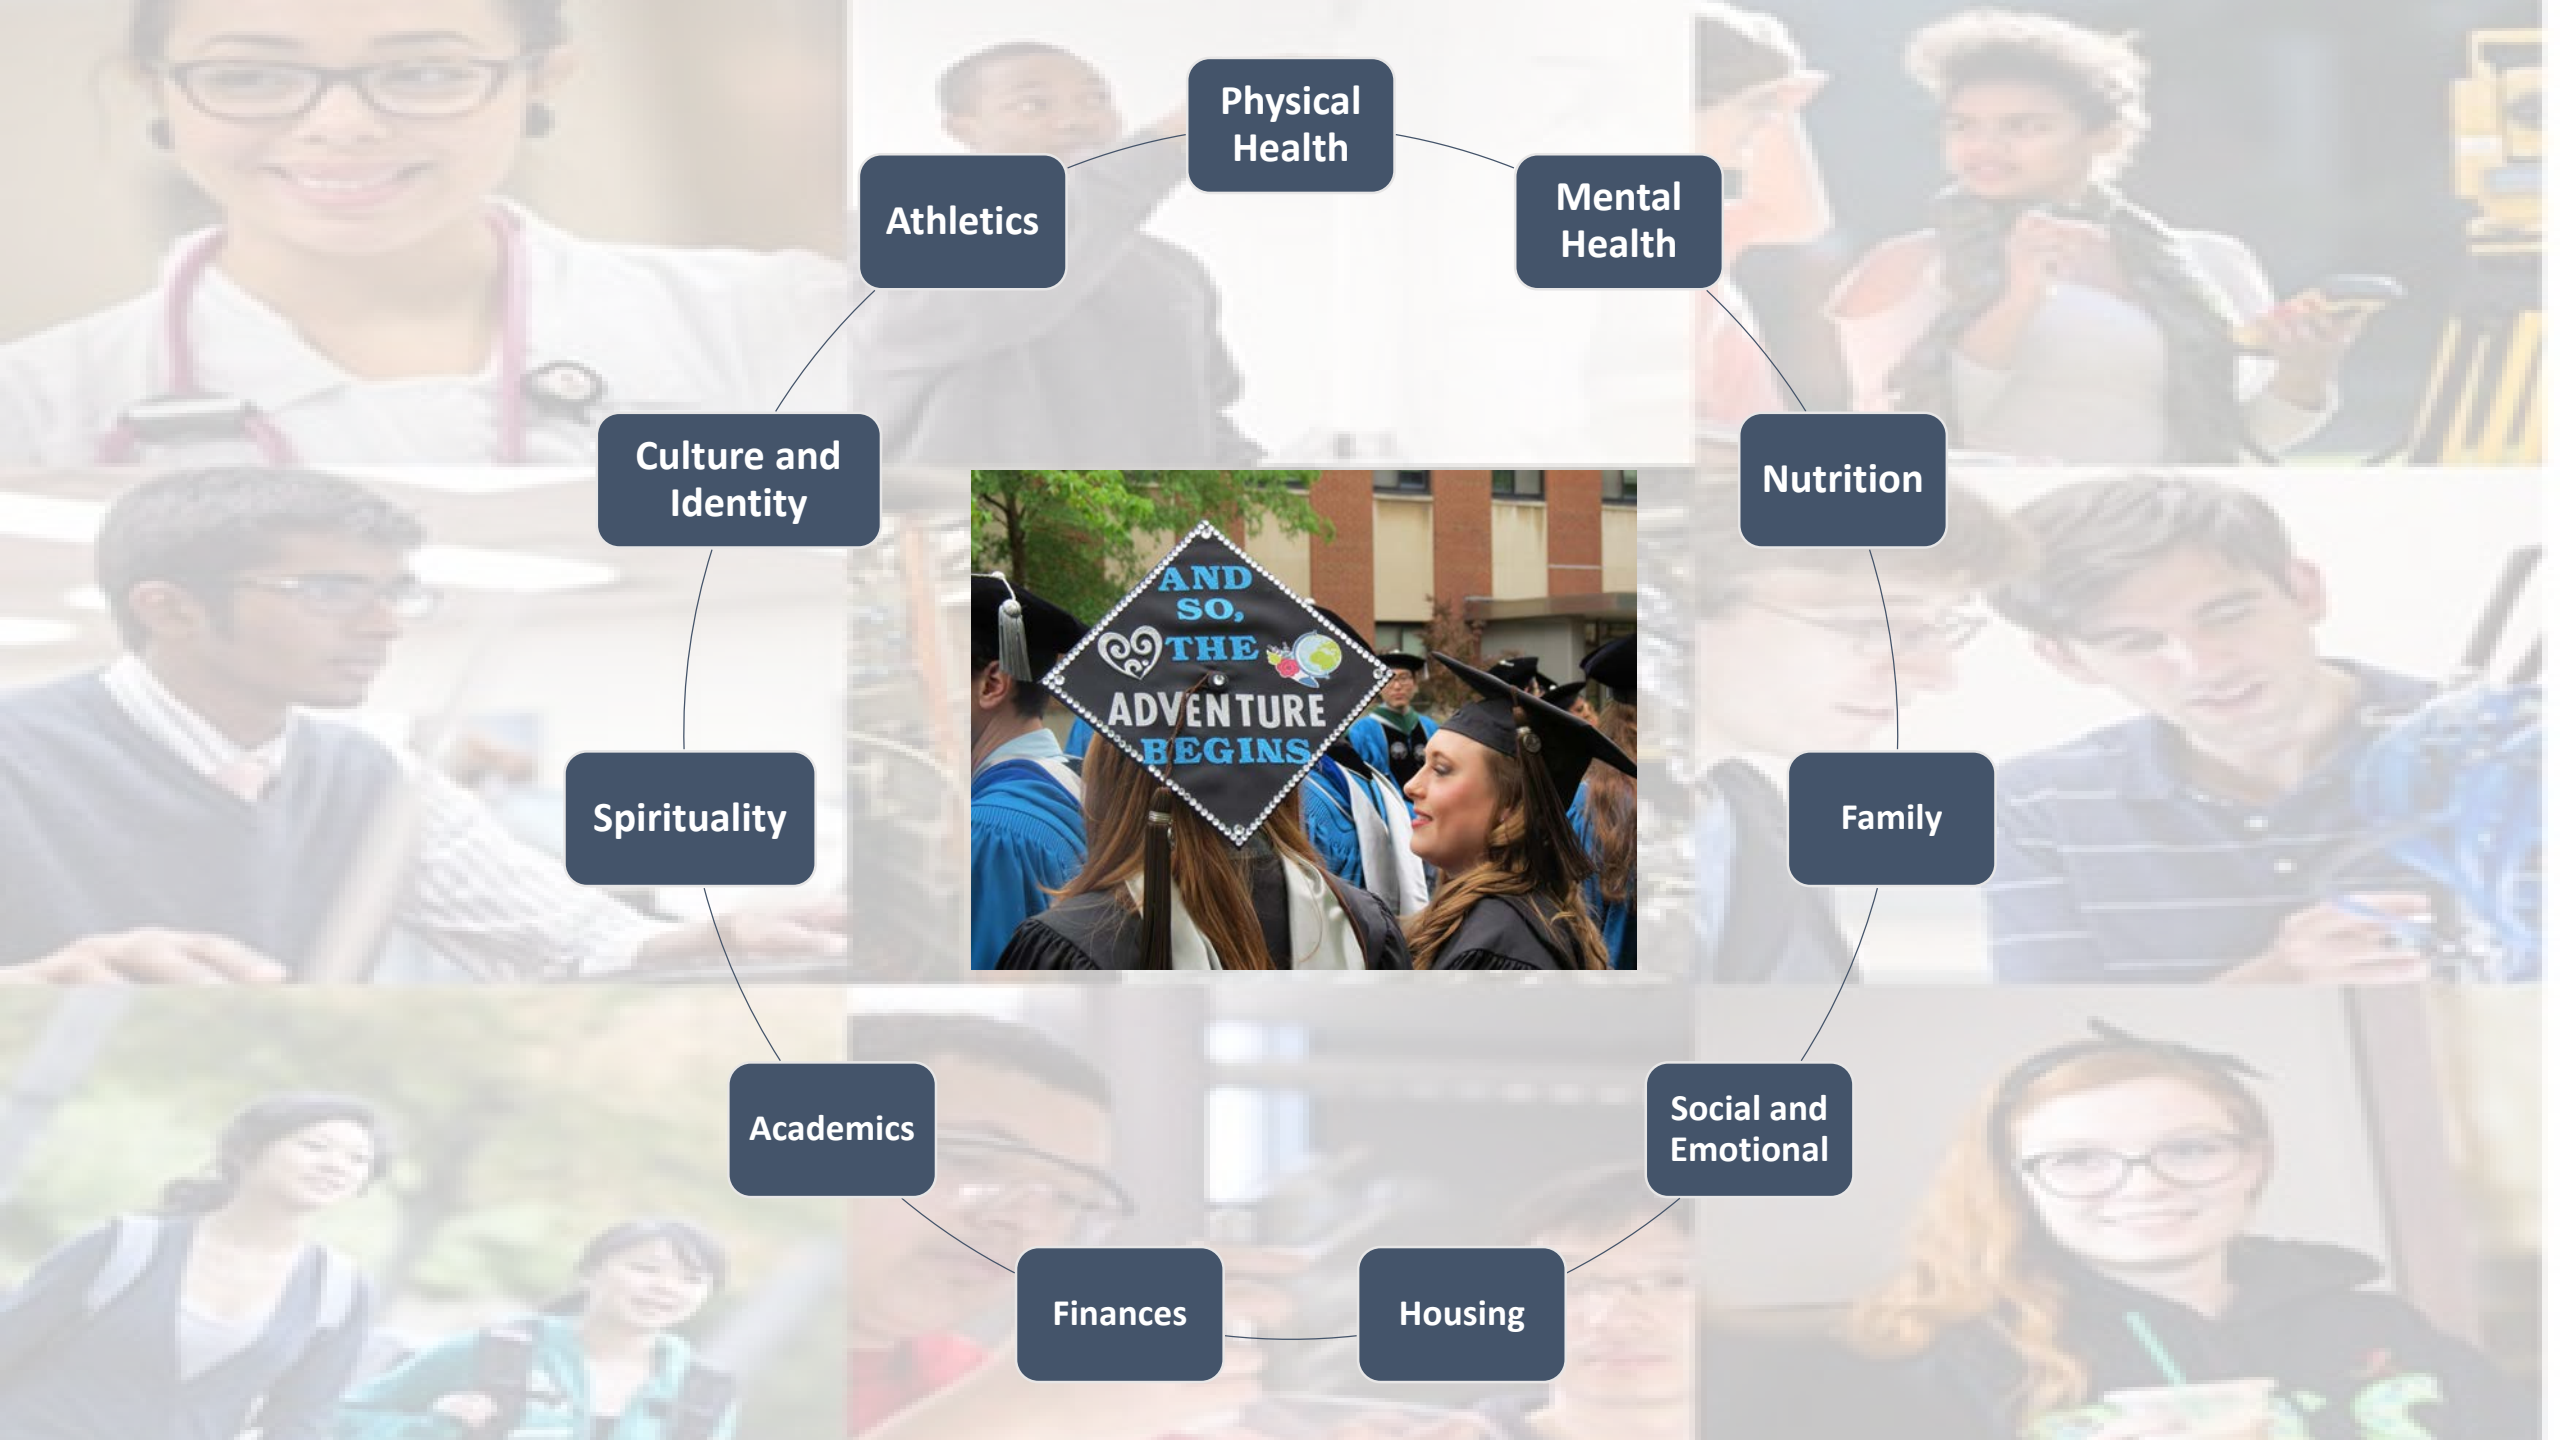 Physical
Health
Mental
Health
Nutrition
Family
Social and
Emotional
Housing
Finances
Academics
Spirituality
Culture and
Identity
Athletics
AND
SO,
THE
ADVENTURE
BEGINS